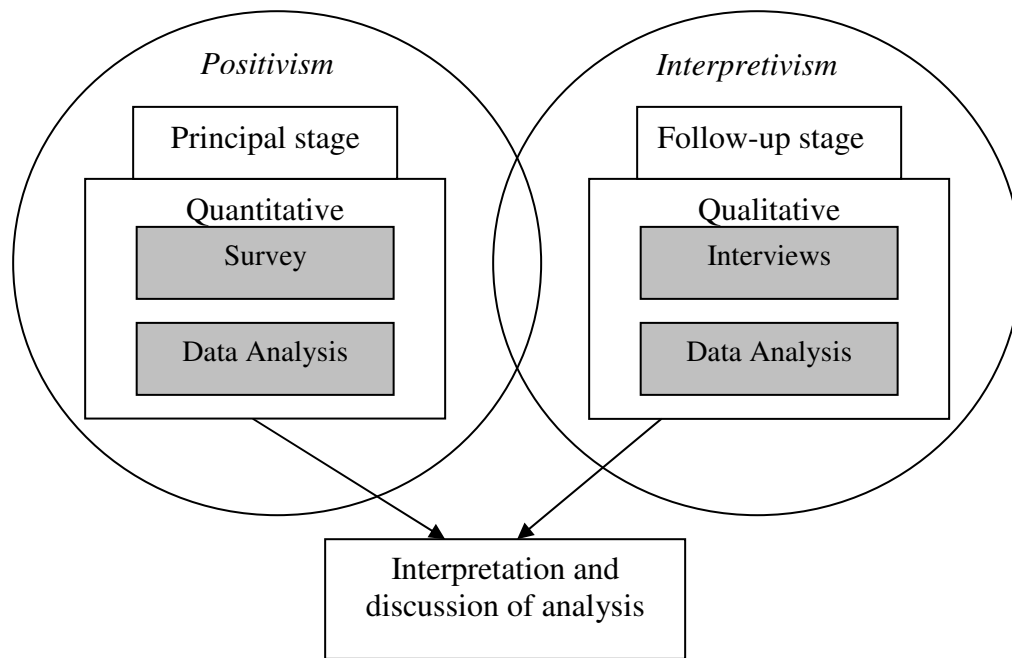 Positivism
Principal stage
Quantitative
Survey
Data Analysis
Interpretivism
Follow-up stage
Qualitative
Interviews
Data Analysis
Interpretation and
discussion of analysis